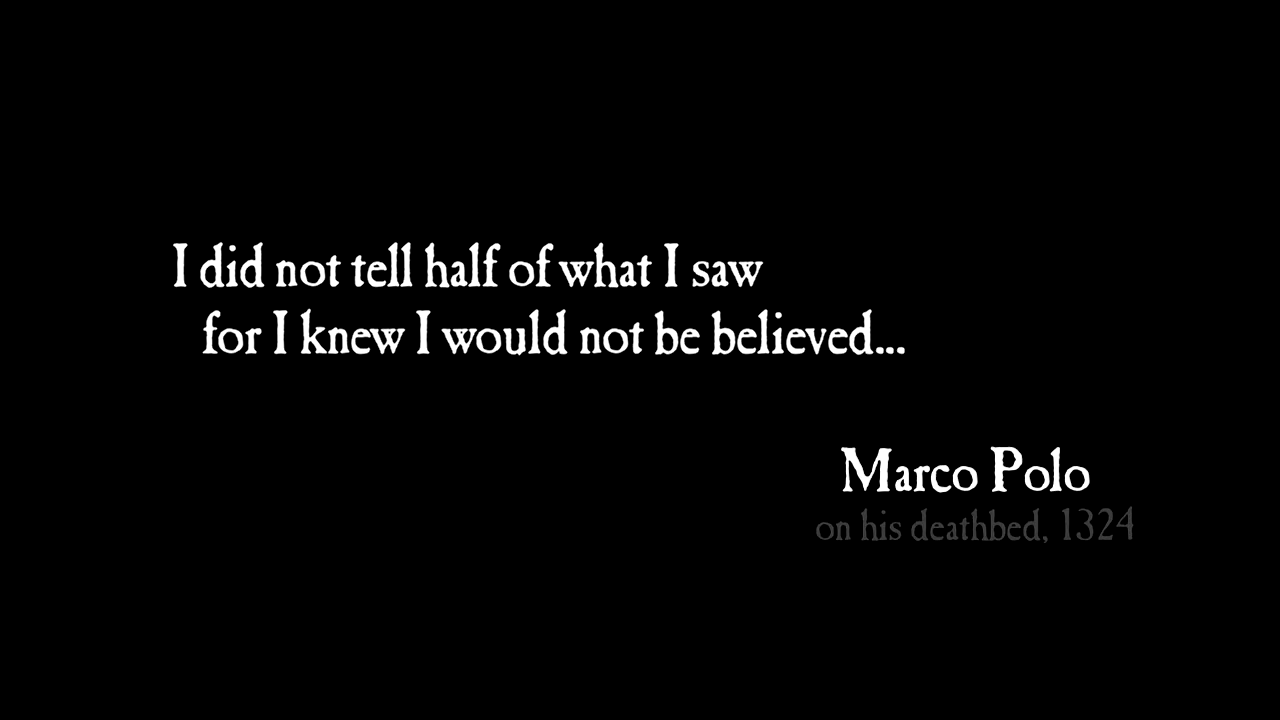 I did not tell half of what I saw
for I knew I would not be believed...
Marco Polo
on his deathbed, 1324